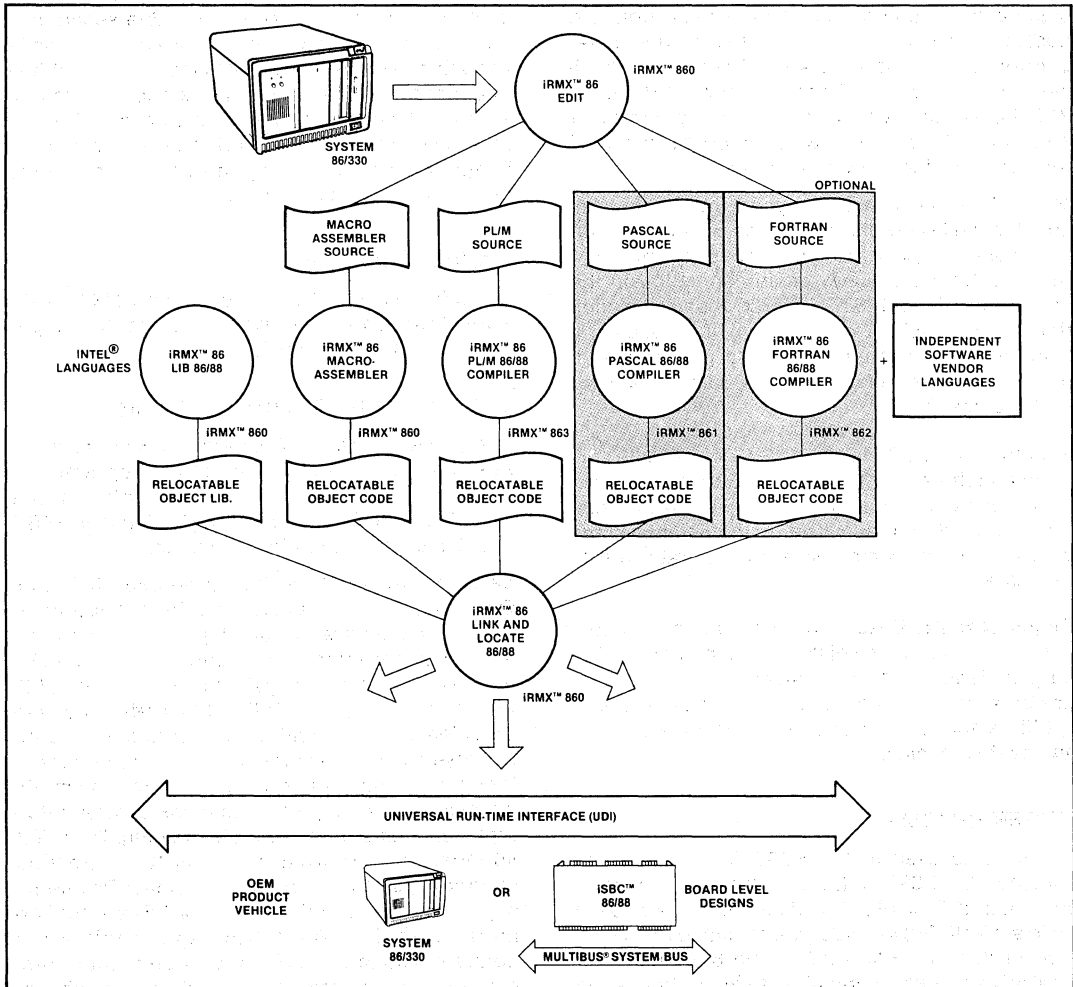 iRMX™ 86
EDIT
iRMX™ 860
SYSTEM
86/330
OPTIONAL
MACRO
ASSEMBLER
SOURCE
PL/M
SOURCE
PASCAL
SOURCE
FORTRAN
SOURCE
INTEL®
LANGUAGES
iRMX™ 86
LIB 86/88
iRMX™ 86
MACRO-
ASSEMBLER
iRMX™ 86
PL/M 86/88
COMPILER
iRMX™ 86
PASCAL 86/88
COMPILER
iRMX™ 86
FORTRAN
86/88
COMPILER
+
INDEPENDENT
SOFTWARE
VENDOR
LANGUAGES
iRMX™ 860
iRMX™ 860
iRMX™ 863
iRMX™ 861
iRMX™ 862
RELOCATABLE
OBJECT LIB.
RELOCATABLE
OBJECT CODE
RELOCATABLE
OBJECT CODE
RELOCATABLE
OBJECT CODE
RELOCATABLE
OBJECT CODE
iRMX™ 86
LINK AND
LOCATE
86/88
iRMX™ 860
UNIVERSAL RUN-TIME INTERFACE (UDI)
OEM
PRODUCT
VEHICLE
SYSTEM
86/330
OR
iSBC™
86/88
BOARD LEVEL
DESIGNS
MULTIBUS® SYSTEM BUS